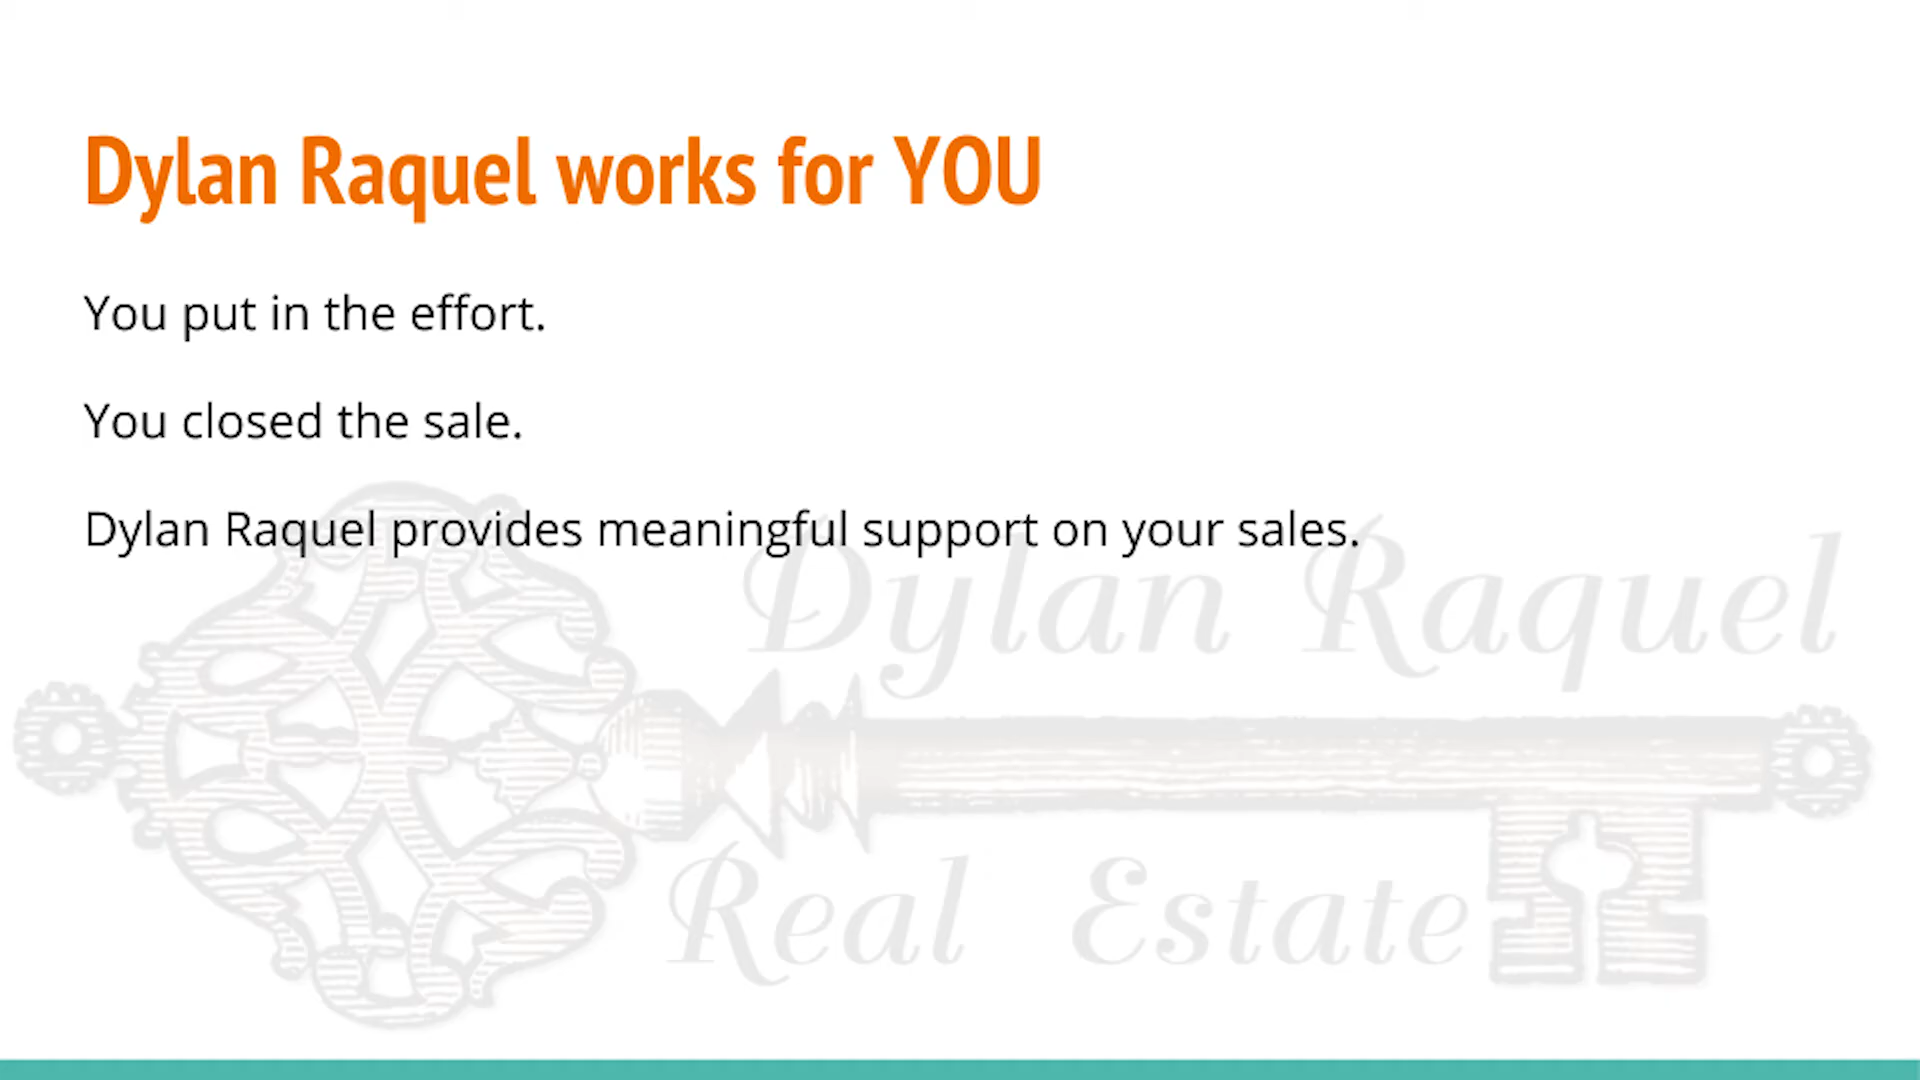 Dylan Raquel works for YOU
You put in the effort.
You closed the sale.
Dylan Raquel provides meaningful support on your sales.
Dylan Raquel
Real Estate